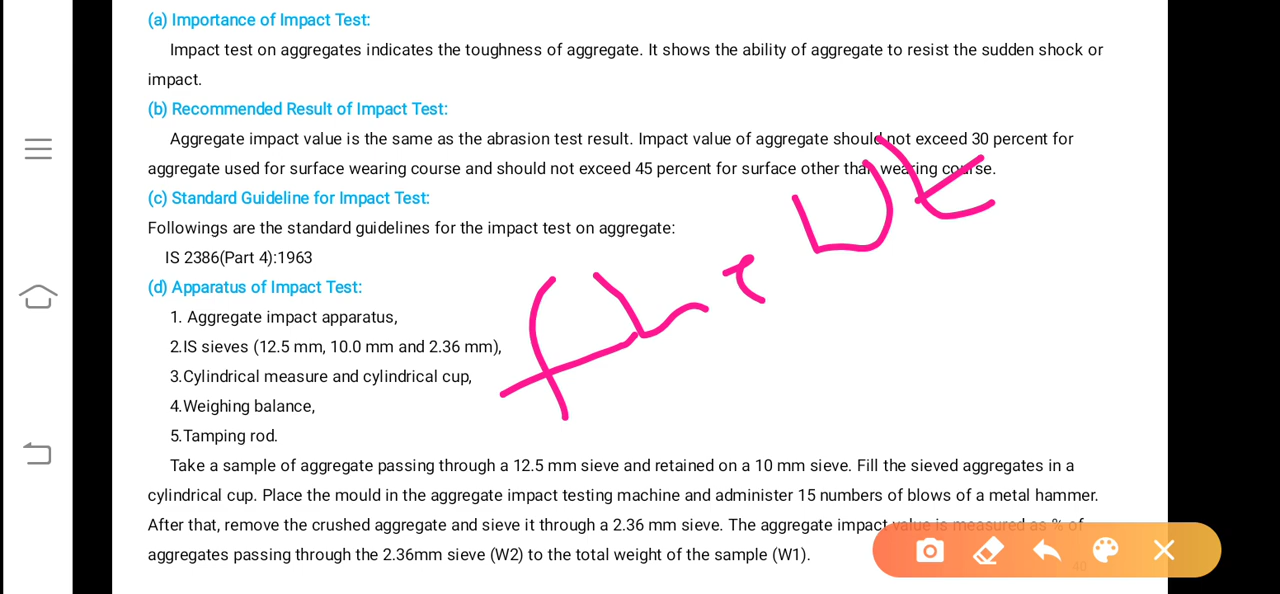 (a) Importance of Impact Test:
Impact test on aggregates indicates the toughness of aggregate. It shows the ability of aggregate to resist the sudden shock or
impact.
(b) Recommended Result of Impact Test:
Aggregate impact value is the same as the abrasion test result. Impact value of aggregate should not exceed 30 percent for
aggregate used for surface wearing course and should not exceed 45 percent for surface other than wearing course.
(c) Standard Guideline for Impact Test:
Followings are the standard guidelines for the impact test on aggregate:
IS 2386(Part 4):1963
(d) Apparatus of Impact Test:
1. Aggregate impact apparatus,
2.IS sieves (12.5 mm, 10.0 mm and 2.36 mm),
3.Cylindrical measure and cylindrical cup,
4.Weighing balance,
5.Tamping rod.
Take a sample of aggregate passing through a 12.5 mm sieve and retained on a 10 mm sieve. Fill the sieved aggregates in a
cylindrical cup. Place the mould in the aggregate impact testing machine and administer 15 numbers of blows of a metal hammer.
After that, remove the crushed aggregate and sieve it through a 2.36 mm sieve. The aggregate impact value is measured as % of
aggregates passing through the 2.36mm sieve (W2) to the total weight of the sample (W1).
40